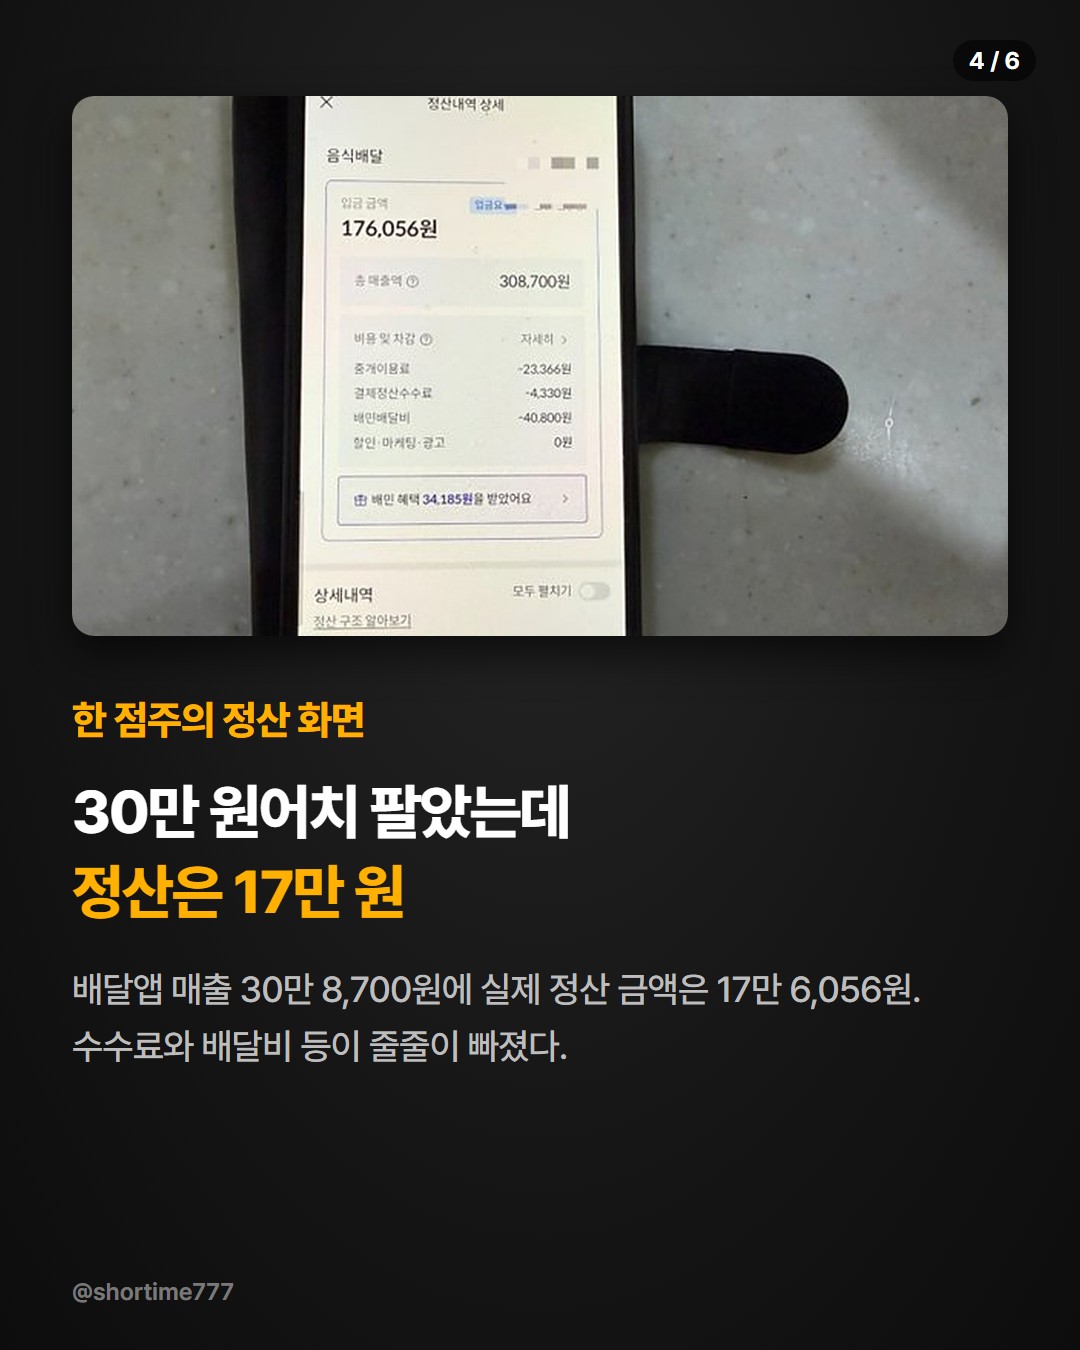 4 / 6
정산내역 상세
음식배달
입금 금액
176,056원
총 매출액
308,700원
비용 및 차감
자세히 >
중개이용료
-23,366원
결제정산수수료
-4,330원
배민배달비
-40,800원
할인·마케팅·광고
0원
배민 혜택 34,185원을 받았어요 >
상세내역
모두 펼치기
정산 구조 알아보기
한 점주의 정산 화면
30만 원어치 팔았는데
정산은 17만 원
배달앱 매출 30만 8,700원에 실제 정산 금액은 17만 6,056원.
수수료와 배달비 등이 줄줄이 빠졌다.
@shortime777